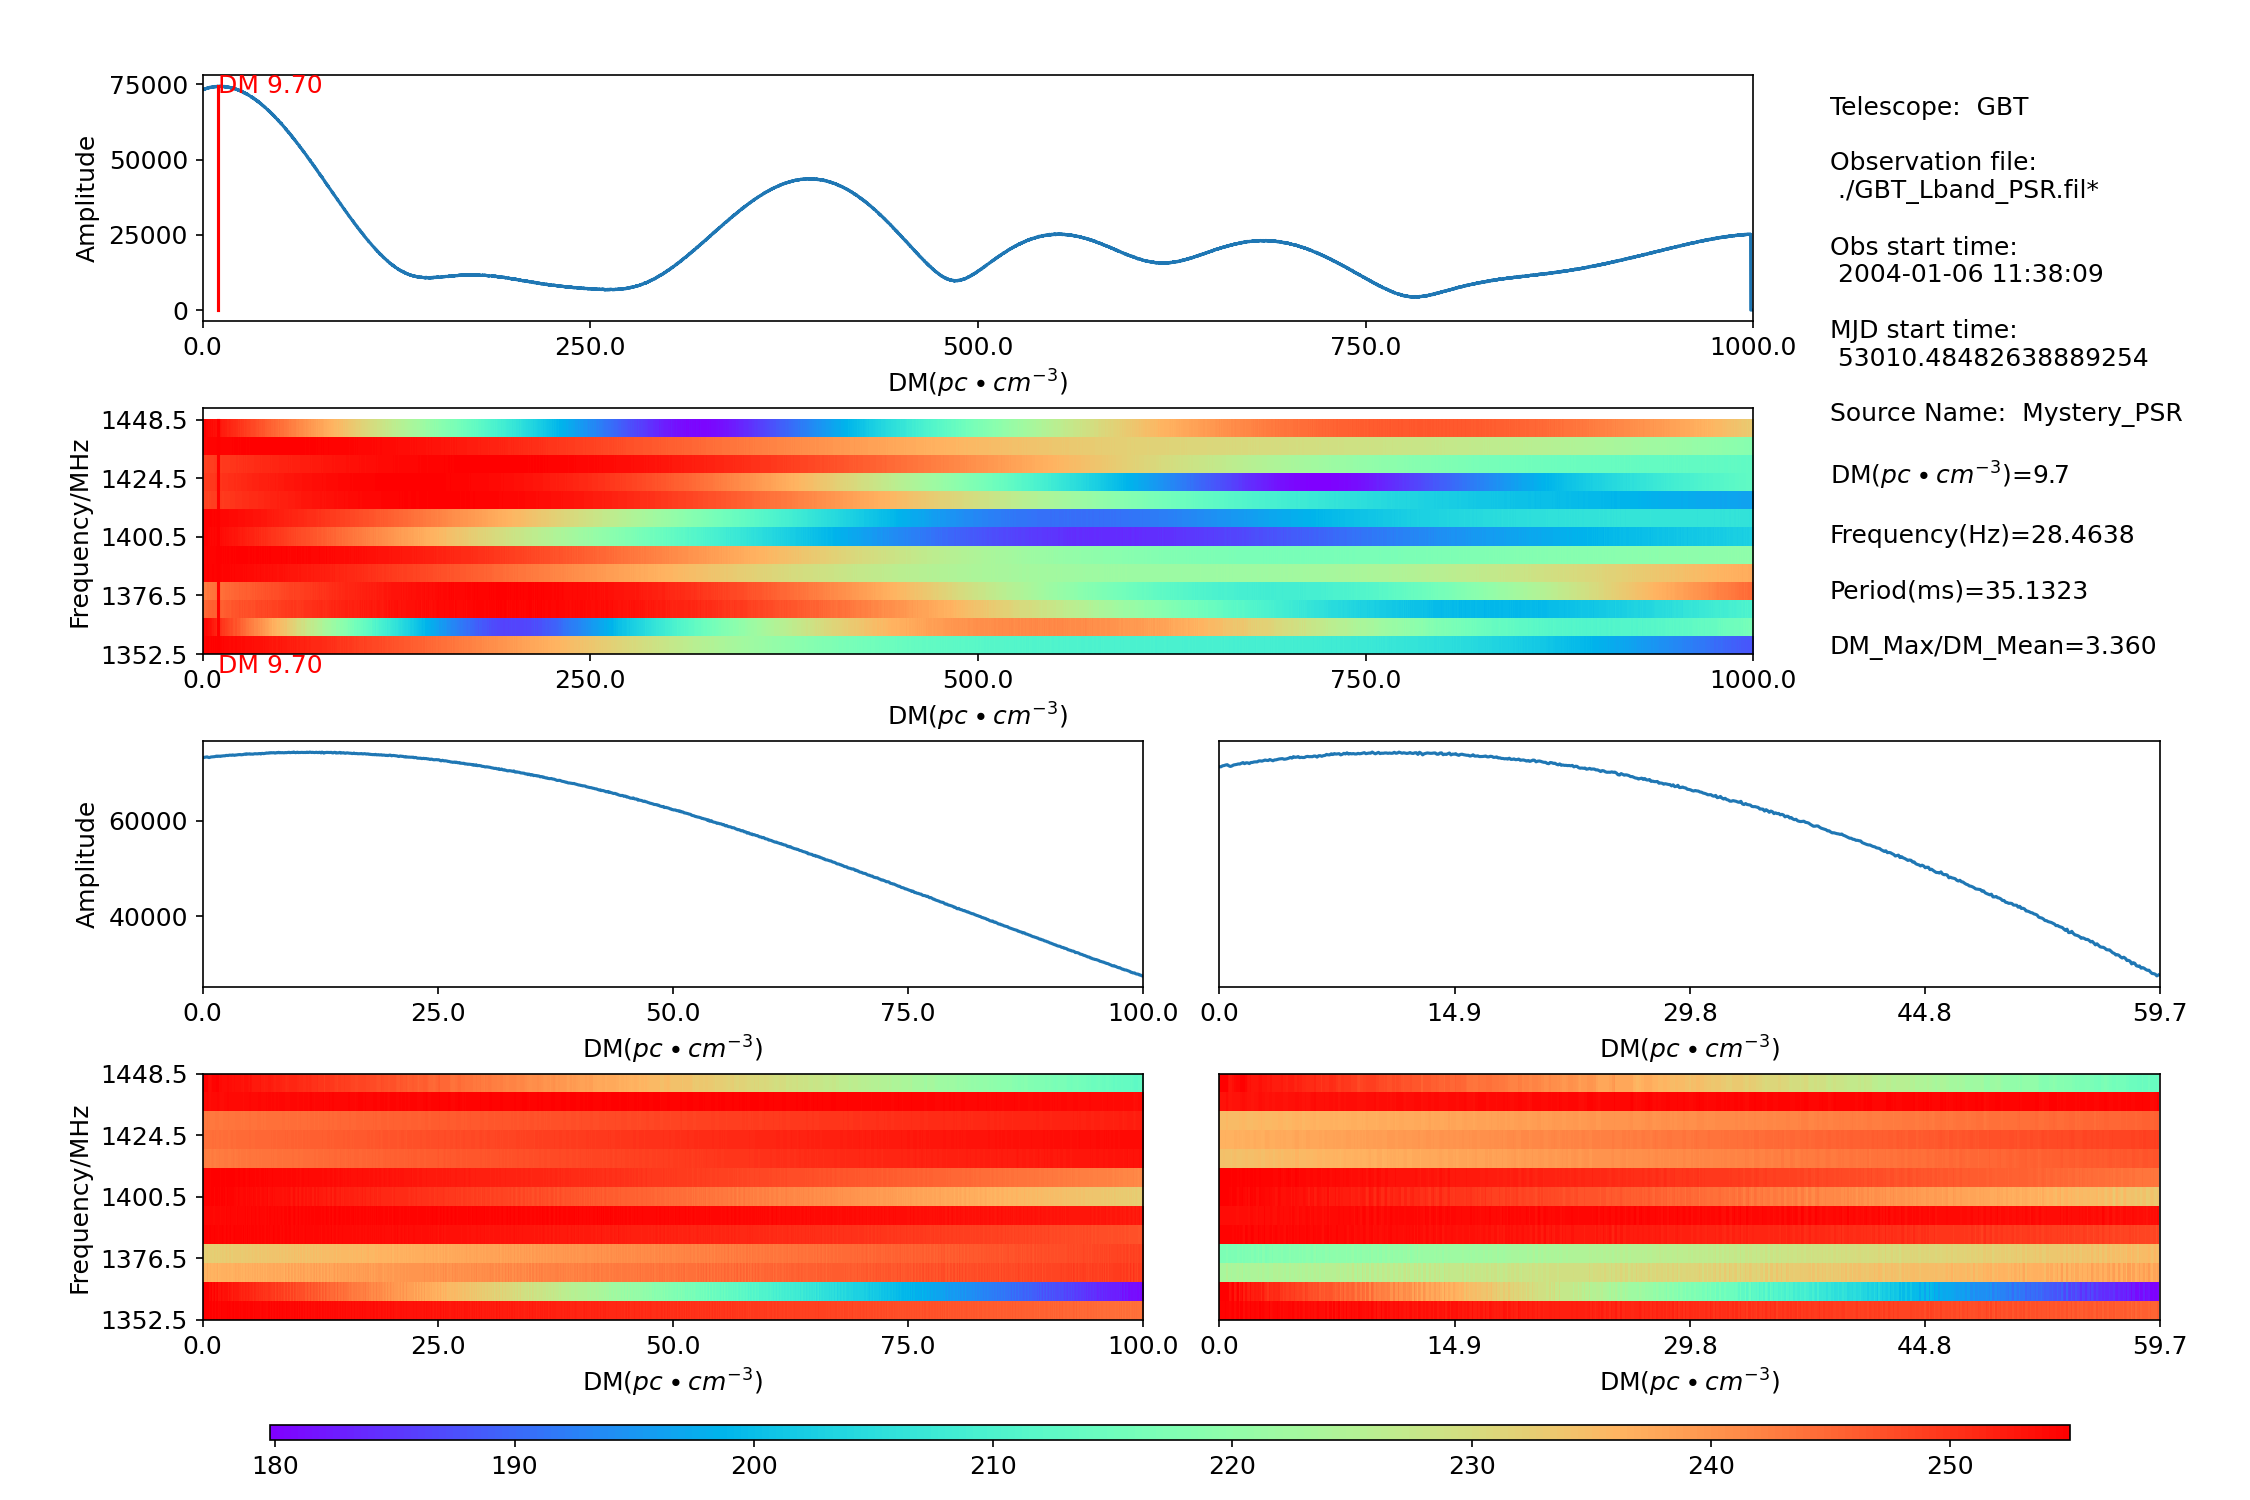 DM 9.70
75000
50000
25000
0
Amplitude
0.0 250.0 500.0 750.0 1000.0
DM(pc • cm⁻³)
Telescope:  GBT
Observation file:
./GBT_Lband_PSR.fil*
Obs start time:
2004-01-06 11:38:09
MJD start time:
53010.48482638889254
Source Name:  Mystery_PSR
DM(pc • cm⁻³)=9.7
Frequency(Hz)=28.4638
Period(ms)=35.1323
DM_Max/DM_Mean=3.360
1448.5
1424.5
1400.5
1376.5
1352.5
Frequency/MHz
DM 9.70
0.0 250.0 500.0 750.0 1000.0
DM(pc • cm⁻³)
60000
40000
Amplitude
0.0 25.0 50.0 75.0 100.0
DM(pc • cm⁻³)
0.0 14.9 29.8 44.8 59.7
DM(pc • cm⁻³)
1448.5
1424.5
1400.5
1376.5
1352.5
Frequency/MHz
0.0 25.0 50.0 75.0 100.0
DM(pc • cm⁻³)
0.0 14.9 29.8 44.8 59.7
DM(pc • cm⁻³)
180 190 200 210 220 230 240 250